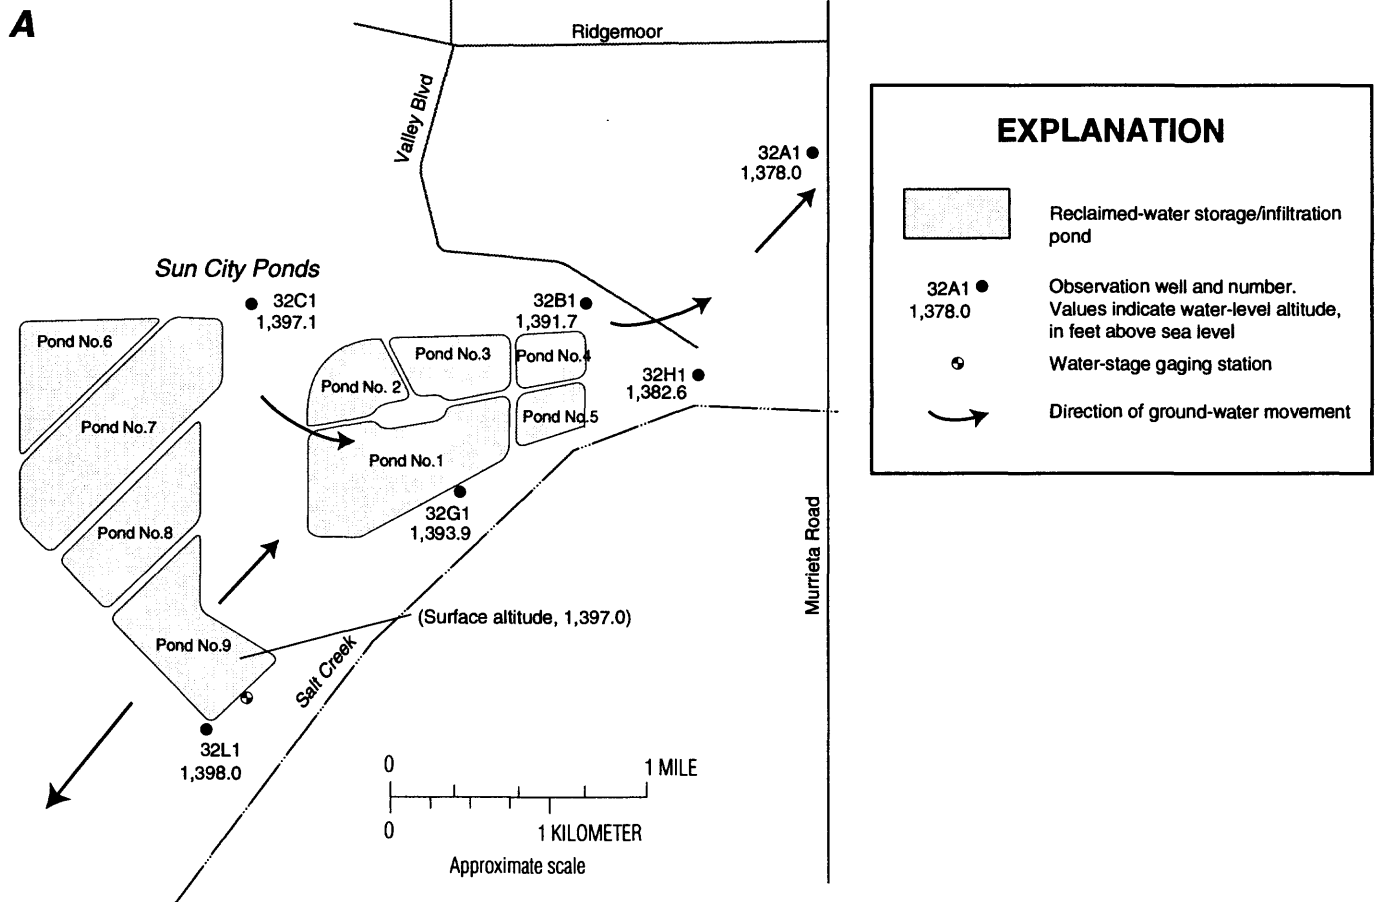 A
Ridgemoor
Valley Blvd
32A1
1,378.0
Sun City Ponds
32C1
1,397.1
32B1
1,391.7
Pond No.6
Pond No.3
Pond No.4
Pond No. 2
32H1
1,382.6
Pond No.7
Pond No.5
Pond No.1
32G1
1,393.9
Pond No.8
Murrieta Road
(Surface altitude, 1,397.0)
Pond No.9
Salt Creek
32L1
1,398.0
0
1 MILE
0
1 KILOMETER
Approximate scale
EXPLANATION
Reclaimed-water storage/infiltration
pond
32A1
1,378.0
Observation well and number.
Values indicate water-level altitude,
in feet above sea level
Water-stage gaging station
Direction of ground-water movement